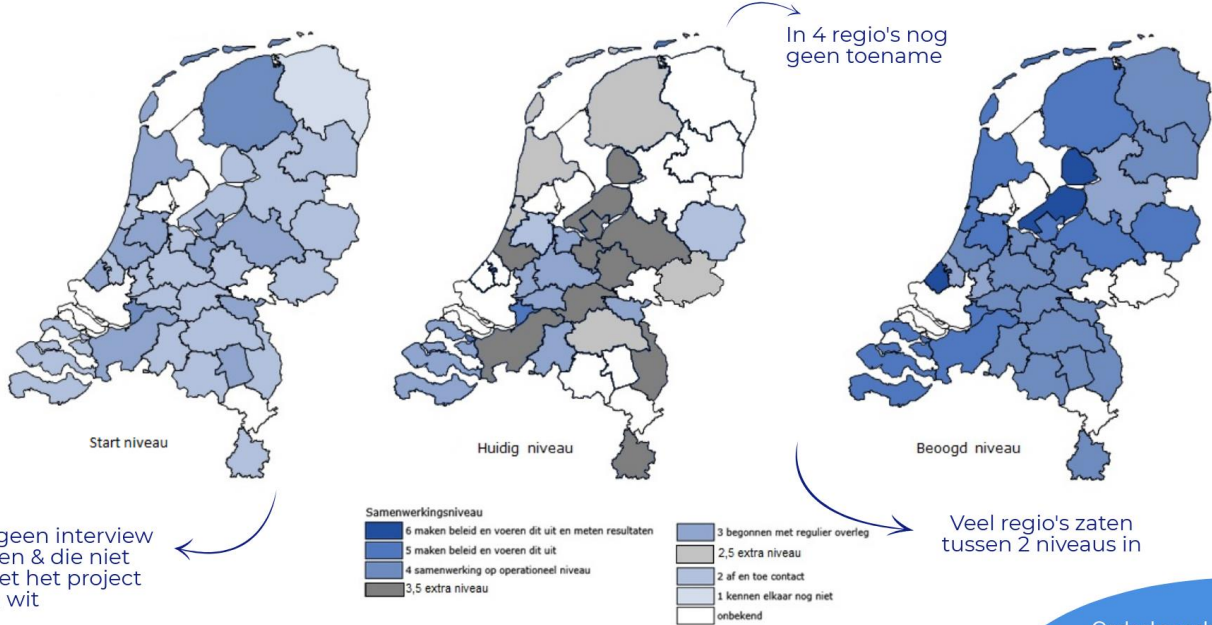 In 4 regio's nog
geen toename
Start niveau
Huidig niveau
Beoogd niveau
geen interview
en & die niet
et het project
wit
Samenwerkingsniveau
6 maken beleid en voeren dit uit en meten resultaten
5 maken beleid en voeren dit uit
4 samenwerking op operationeel niveau
3,5 extra niveau
3 begonnen met regulier overleg
2,5 extra niveau
2 af en toe contact
1 kennen elkaar nog niet
onbekend
Veel regio's zaten
tussen 2 niveaus in